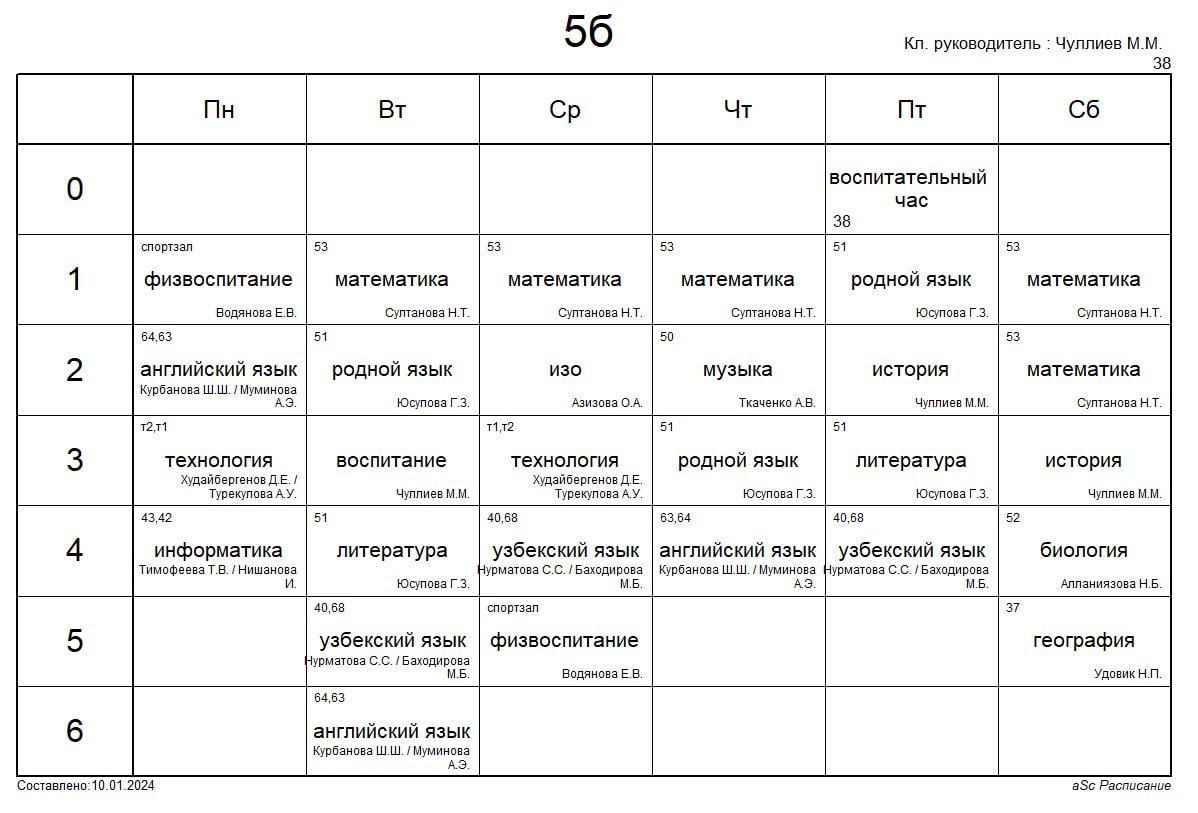 5б
Кл. руководитель : Чуллиев М.М.
38
Пн Вт Ср Чт Пт Сб
0
воспитательный
час
38
1
спортзал
физвоспитание
Водянова Е.В.
53
математика
Султанова Н.Т.
53
математика
Султанова Н.Т.
53
математика
Султанова Н.Т.
51
родной язык
Юсупова Г.З.
53
математика
Султанова Н.Т.
2
64,63
английский язык
Курбанова Ш.Ш. / Муминова
А.Э.
51
родной язык
Юсупова Г.З.
изо
Азизова О.А.
50
музыка
Ткаченко А.В.
история
Чуллиев М.М.
53
математика
Султанова Н.Т.
3
т2,т1
технология
Худайбергенов Д.Е. /
Турекулова А.У.
воспитание
Чуллиев М.М.
т1,т2
технология
Худайбергенов Д.Е.
Турекулова А.У.
51
родной язык
Юсупова Г.З.
51
литература
Юсупова Г.З.
история
Чуллиев М.М.
4
43,42
информатика
Тимофеева Т.В. / Нишанова
И.
51
литература
Юсупова Г.З.
40,68
узбекский язык
Нурматова С.С. / Баходирова
М.Б.
63,64
английский язык
Курбанова Ш.Ш. / Муминова
А.Э.
40,68
узбекский язык
Нурматова С.С. / Баходирова
М.Б.
52
биология
Алланиязова Н.Б.
5
40,68
узбекский язык
Нурматова С.С. / Баходирова
М.Б.
спортзал
физвоспитание
Водянова Е.В.
37
география
Удовик Н.П.
6
64,63
английский язык
Курбанова Ш.Ш. / Муминова
А.Э.
Составлено:10.01.2024
aSc Расписание